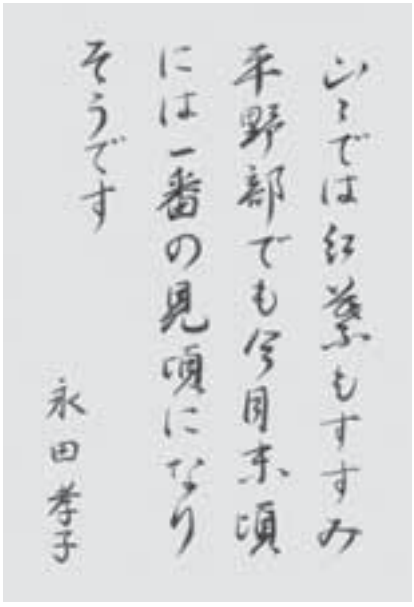 山々では紅葉もすすみ
平野部でも今月末頃
には一番の見頃になり
そうです
永田孝子